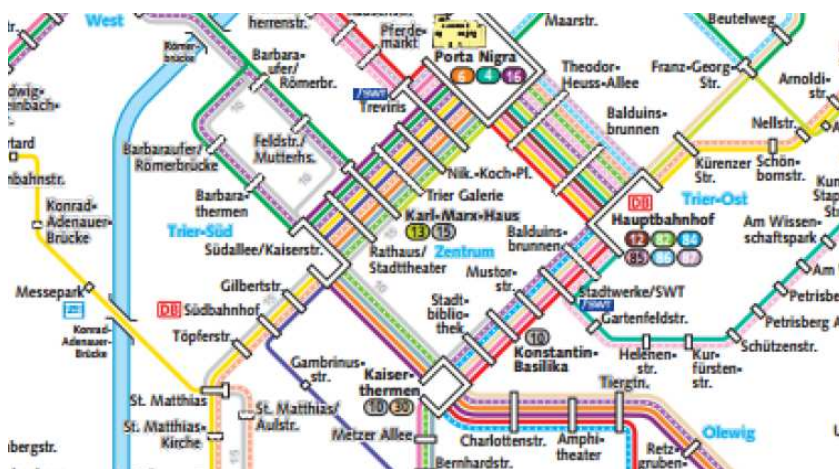 West
herrenstr.
Pferde-
markt
Maarstr.
Beutelweg
Römer-
brücke
Barbara-
ufer/
Römerbr.
Porta Nigra
6
4
16
Theodor-
Heuss-Allee
Franz-Georg-
Str.
Arnoldi-
str.
SWT
Treviris
Balduins-
brunnen
Nellstr.
Barbaraufer/
Römerbrücke
Feldstr./
Mutterhs.
Nik.-Koch-Pl.
Kürenzer
Str.
Schön-
bornstr.
Trier Galerie
Barbara-
thermen
Konrad-
Adenauer-
Brücke
Trier-Süd
Südallee/Kaiserstr.
Karl-Marx-Haus
13
15
Rathaus/
Stadttheater
Zentrum
DB
Trier-Ost
Hauptbahnhof
12
82
84
85
86
87
Balduins-
brunnen
Am Wissen-
schaftspark
Gilbertstr.
Mustor-
str.
Messepark
DB
Südbahnhof
Stadtwerke/SWT
SWT
Stadt-
biblio-
thek
Gartenfeldstr.
Töpferstr.
Konrad-
Adenauer-
Brücke
10
Konstantin-
Basilika
Helenen-
str.
Kur-
fürsten-
str.
Schützenstr.
Petrisberg A
Gambrinus-
str.
Kaiser-
thermen
10
30
Tiergtn.
St. Matthias
St. Matthias/
Aulstr.
St. Matthias-
Kirche
Metzer Allee
Charlottenstr.
Amphi-
theater
Olewig
Retz-
gruben
Bernhardstr.
15